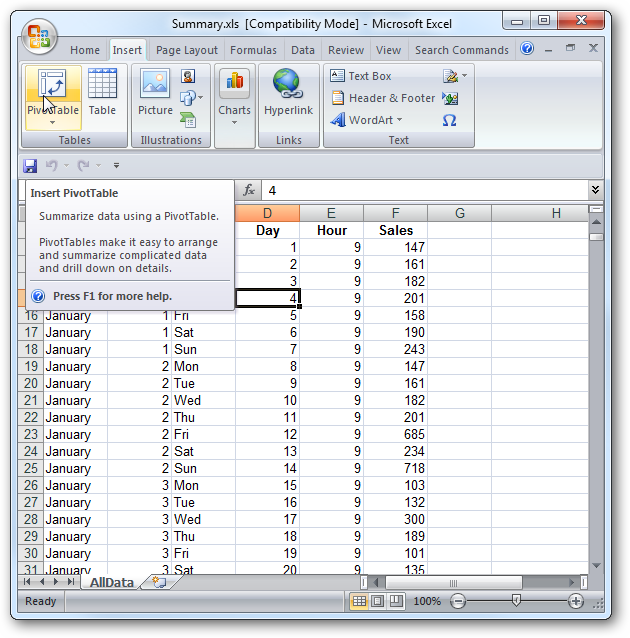 Summary.xls [Compatibility Mode] - Microsoft Excel
Home Insert Page Layout Formulas Data Review View Search Commands
PivotTable Table Picture Charts Hyperlink Text Box
Header & Footer
WordArt Ω
Tables Illustrations Links Text
fx 4
Insert PivotTable
Summarize data using a PivotTable.
PivotTables make it easy to arrange
and summarize complicated data
and drill down on details.
Press F1 for more help.
D E F G H
Day Hour Sales
1 9 147
2 9 161
3 9 182
4 9 201
16 January 1 Fri 5 9 158
17 January 1 Sat 6 9 190
18 January 1 Sun 7 9 243
19 January 2 Mon 8 9 147
20 January 2 Tue 9 9 161
21 January 2 Wed 10 9 182
22 January 2 Thu 11 9 201
23 January 2 Fri 12 9 685
24 January 2 Sat 13 9 234
25 January 2 Sun 14 9 718
26 January 3 Mon 15 9 103
27 January 3 Tue 16 9 132
28 January 3 Wed 17 9 300
29 January 3 Thu 18 9 189
30 January 3 Fri 19 9 101
31 January 3 Sat 20 9 135
AllData
Ready 100%